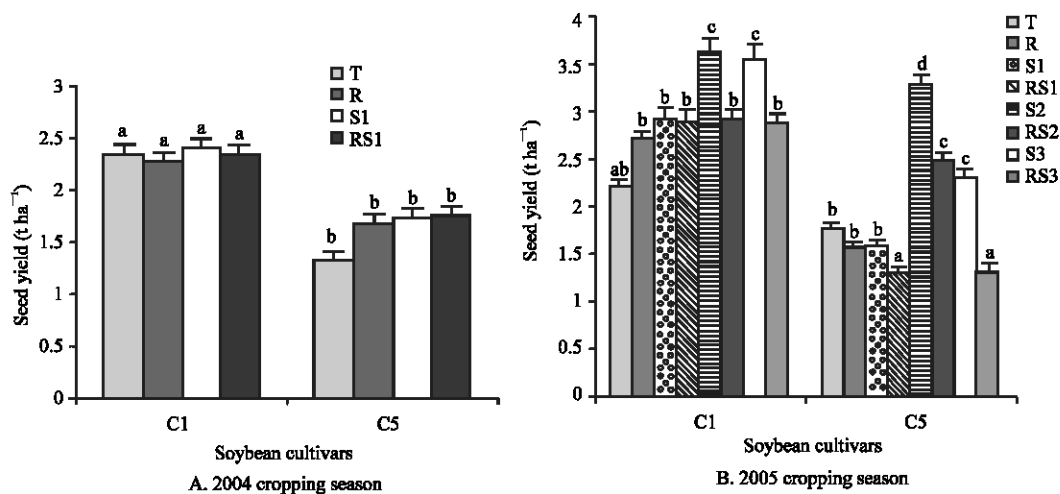 3
2.5
2
1.5
1
0.5
0
Seed yield (t ha⁻¹)
T
R
S1
RS1
a
a
a
a
b
b
b
b
C1
C5
Soybean cultivars
A. 2004 cropping season
4
3.5
3
2.5
2
1.5
1
0.5
0
Seed yield (t ha⁻¹)
T
R
S1
RS1
S2
RS2
S3
RS3
ab
b
b
b
c
b
c
b
b
b
b
a
d
c
c
a
C1
C5
Soybean cultivars
B. 2005 cropping season